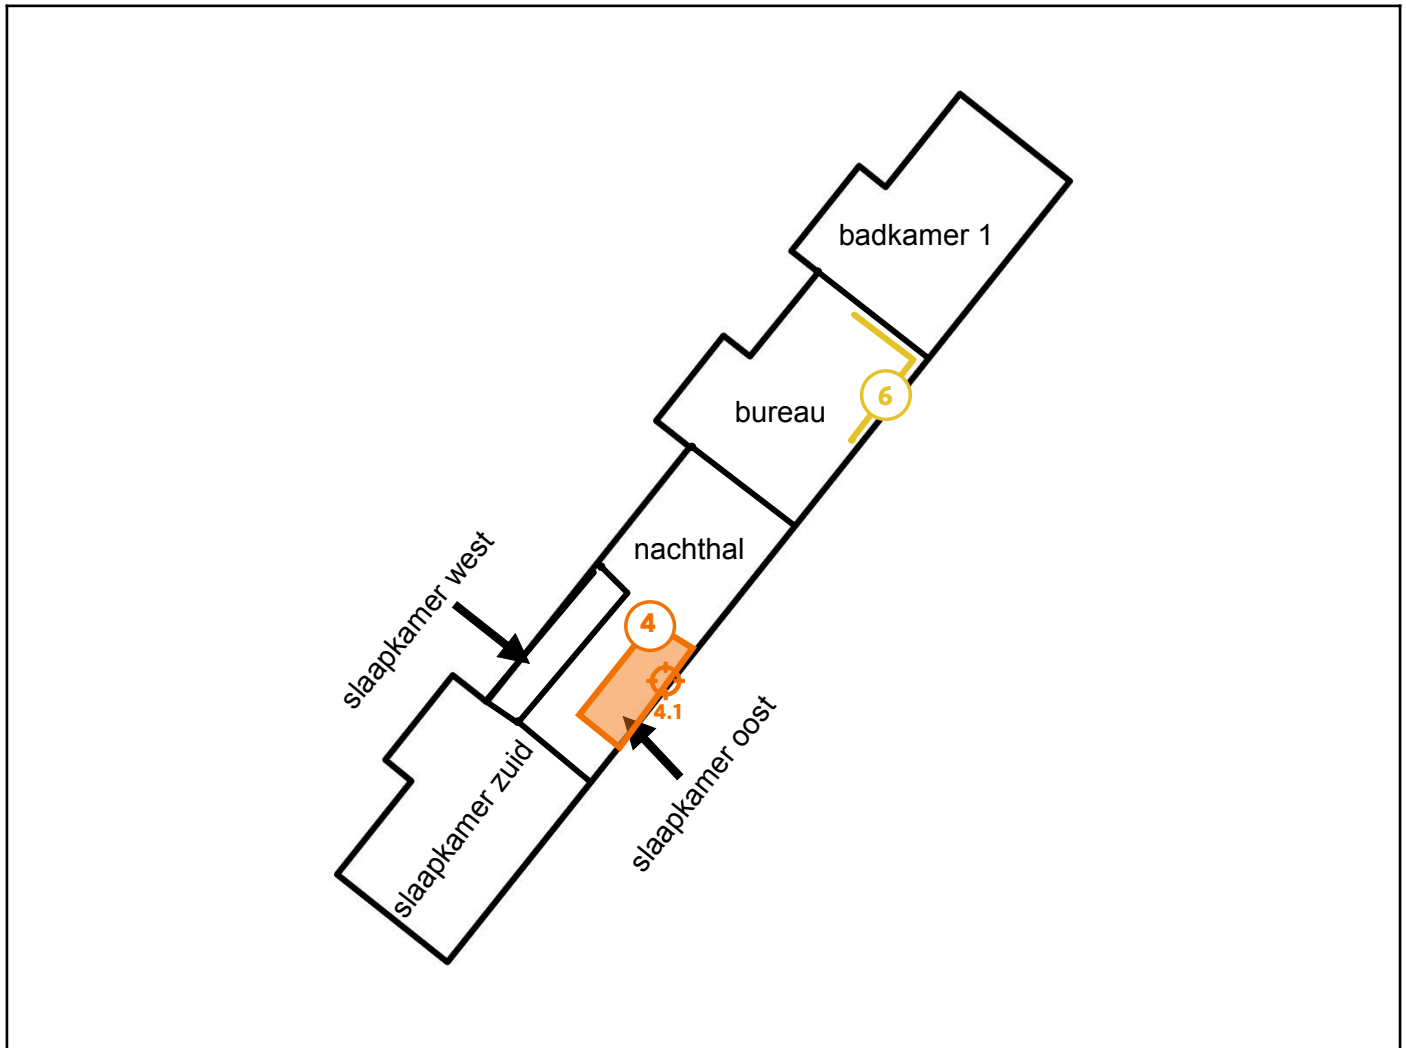 badkamer 1
6
bureau
nachthal
slaapkamer west
4
4.1
slaapkamer oost
slaapkamer zuid